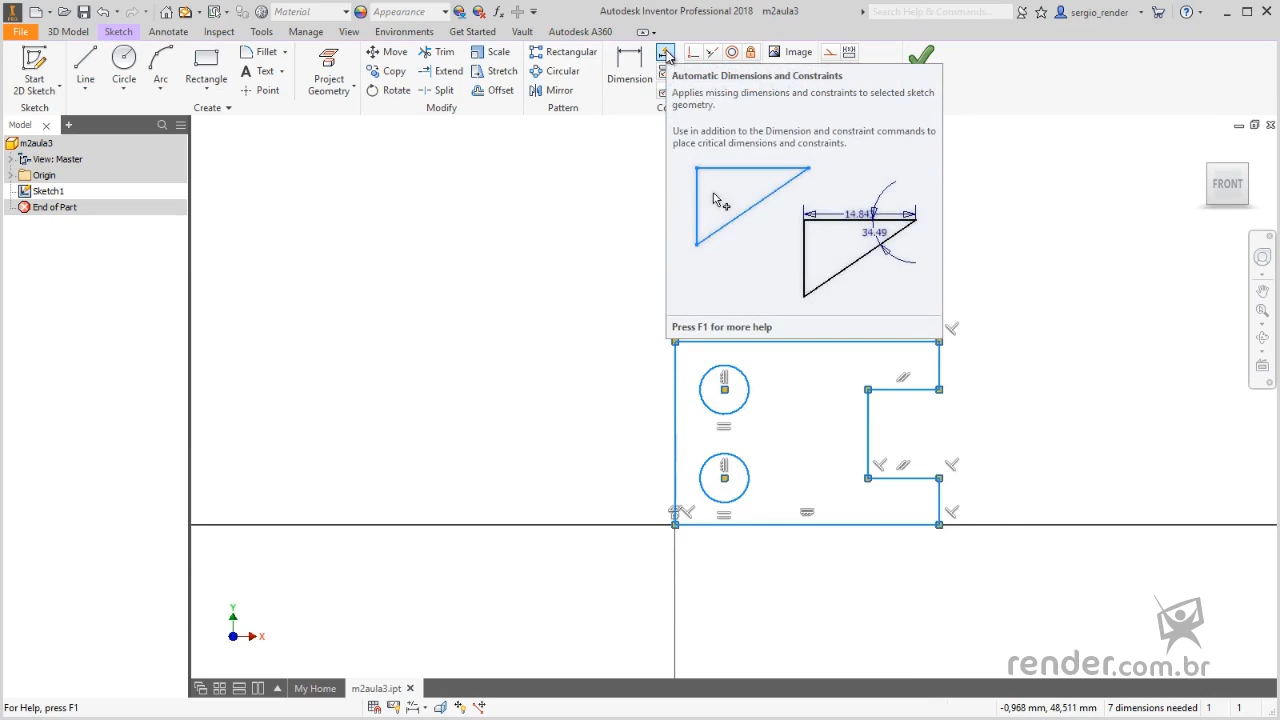 PRO
Material
Appearance
Autodesk Inventor Professional 2018   m2aula3
Search Help & Commands...
sergio_render
File
3D Model
Sketch
Annotate
Inspect
Tools
Manage
View
Environments
Get Started
Vault
Autodesk A360
Start
2D Sketch
Line
Circle
Arc
Rectangle
Fillet
Text
Point
Project
Geometry
Move
Copy
Rotate
Trim
Extend
Split
Scale
Stretch
Offset
Rectangular
Circular
Mirror
Dimension
Image
Sketch
Create
Modify
Pattern
Automatic Dimensions and Constraints
Applies missing dimensions and constraints to selected sketch
geometry.
Use in addition to the Dimension and constraint commands to
place critical dimensions and constraints.
34.49
Press F1 for more help
Model
m2aula3
View: Master
Origin
Sketch1
End of Part
FRONT
Y
X
render.com.br
My Home
m2aula3.ipt
For Help, press F1
-0,968 mm, 48,511 mm
7 dimensions needed
1
1